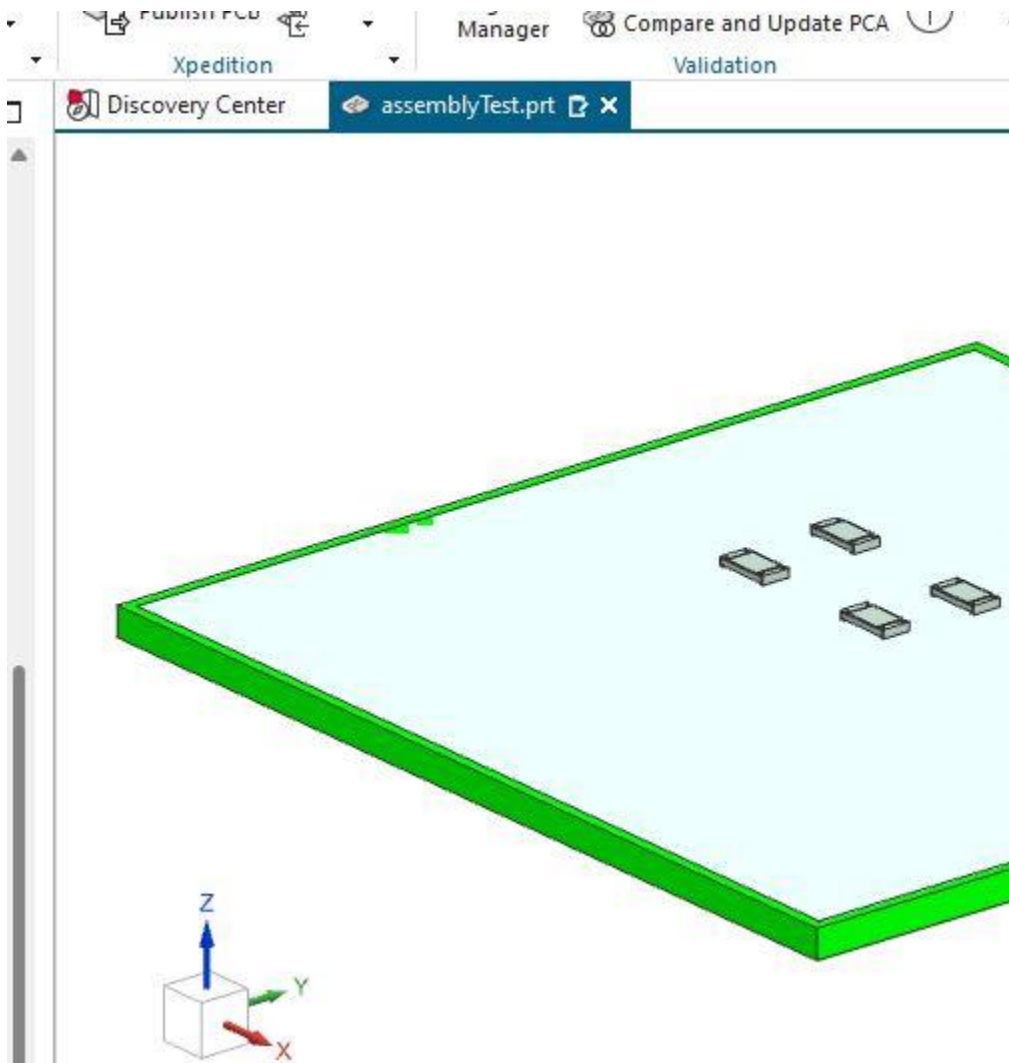 Publish PCB
Manager
Compare and Update PCA
Xpedition
Validation
Discovery Center
assemblyTest.prt
Z
Y
X